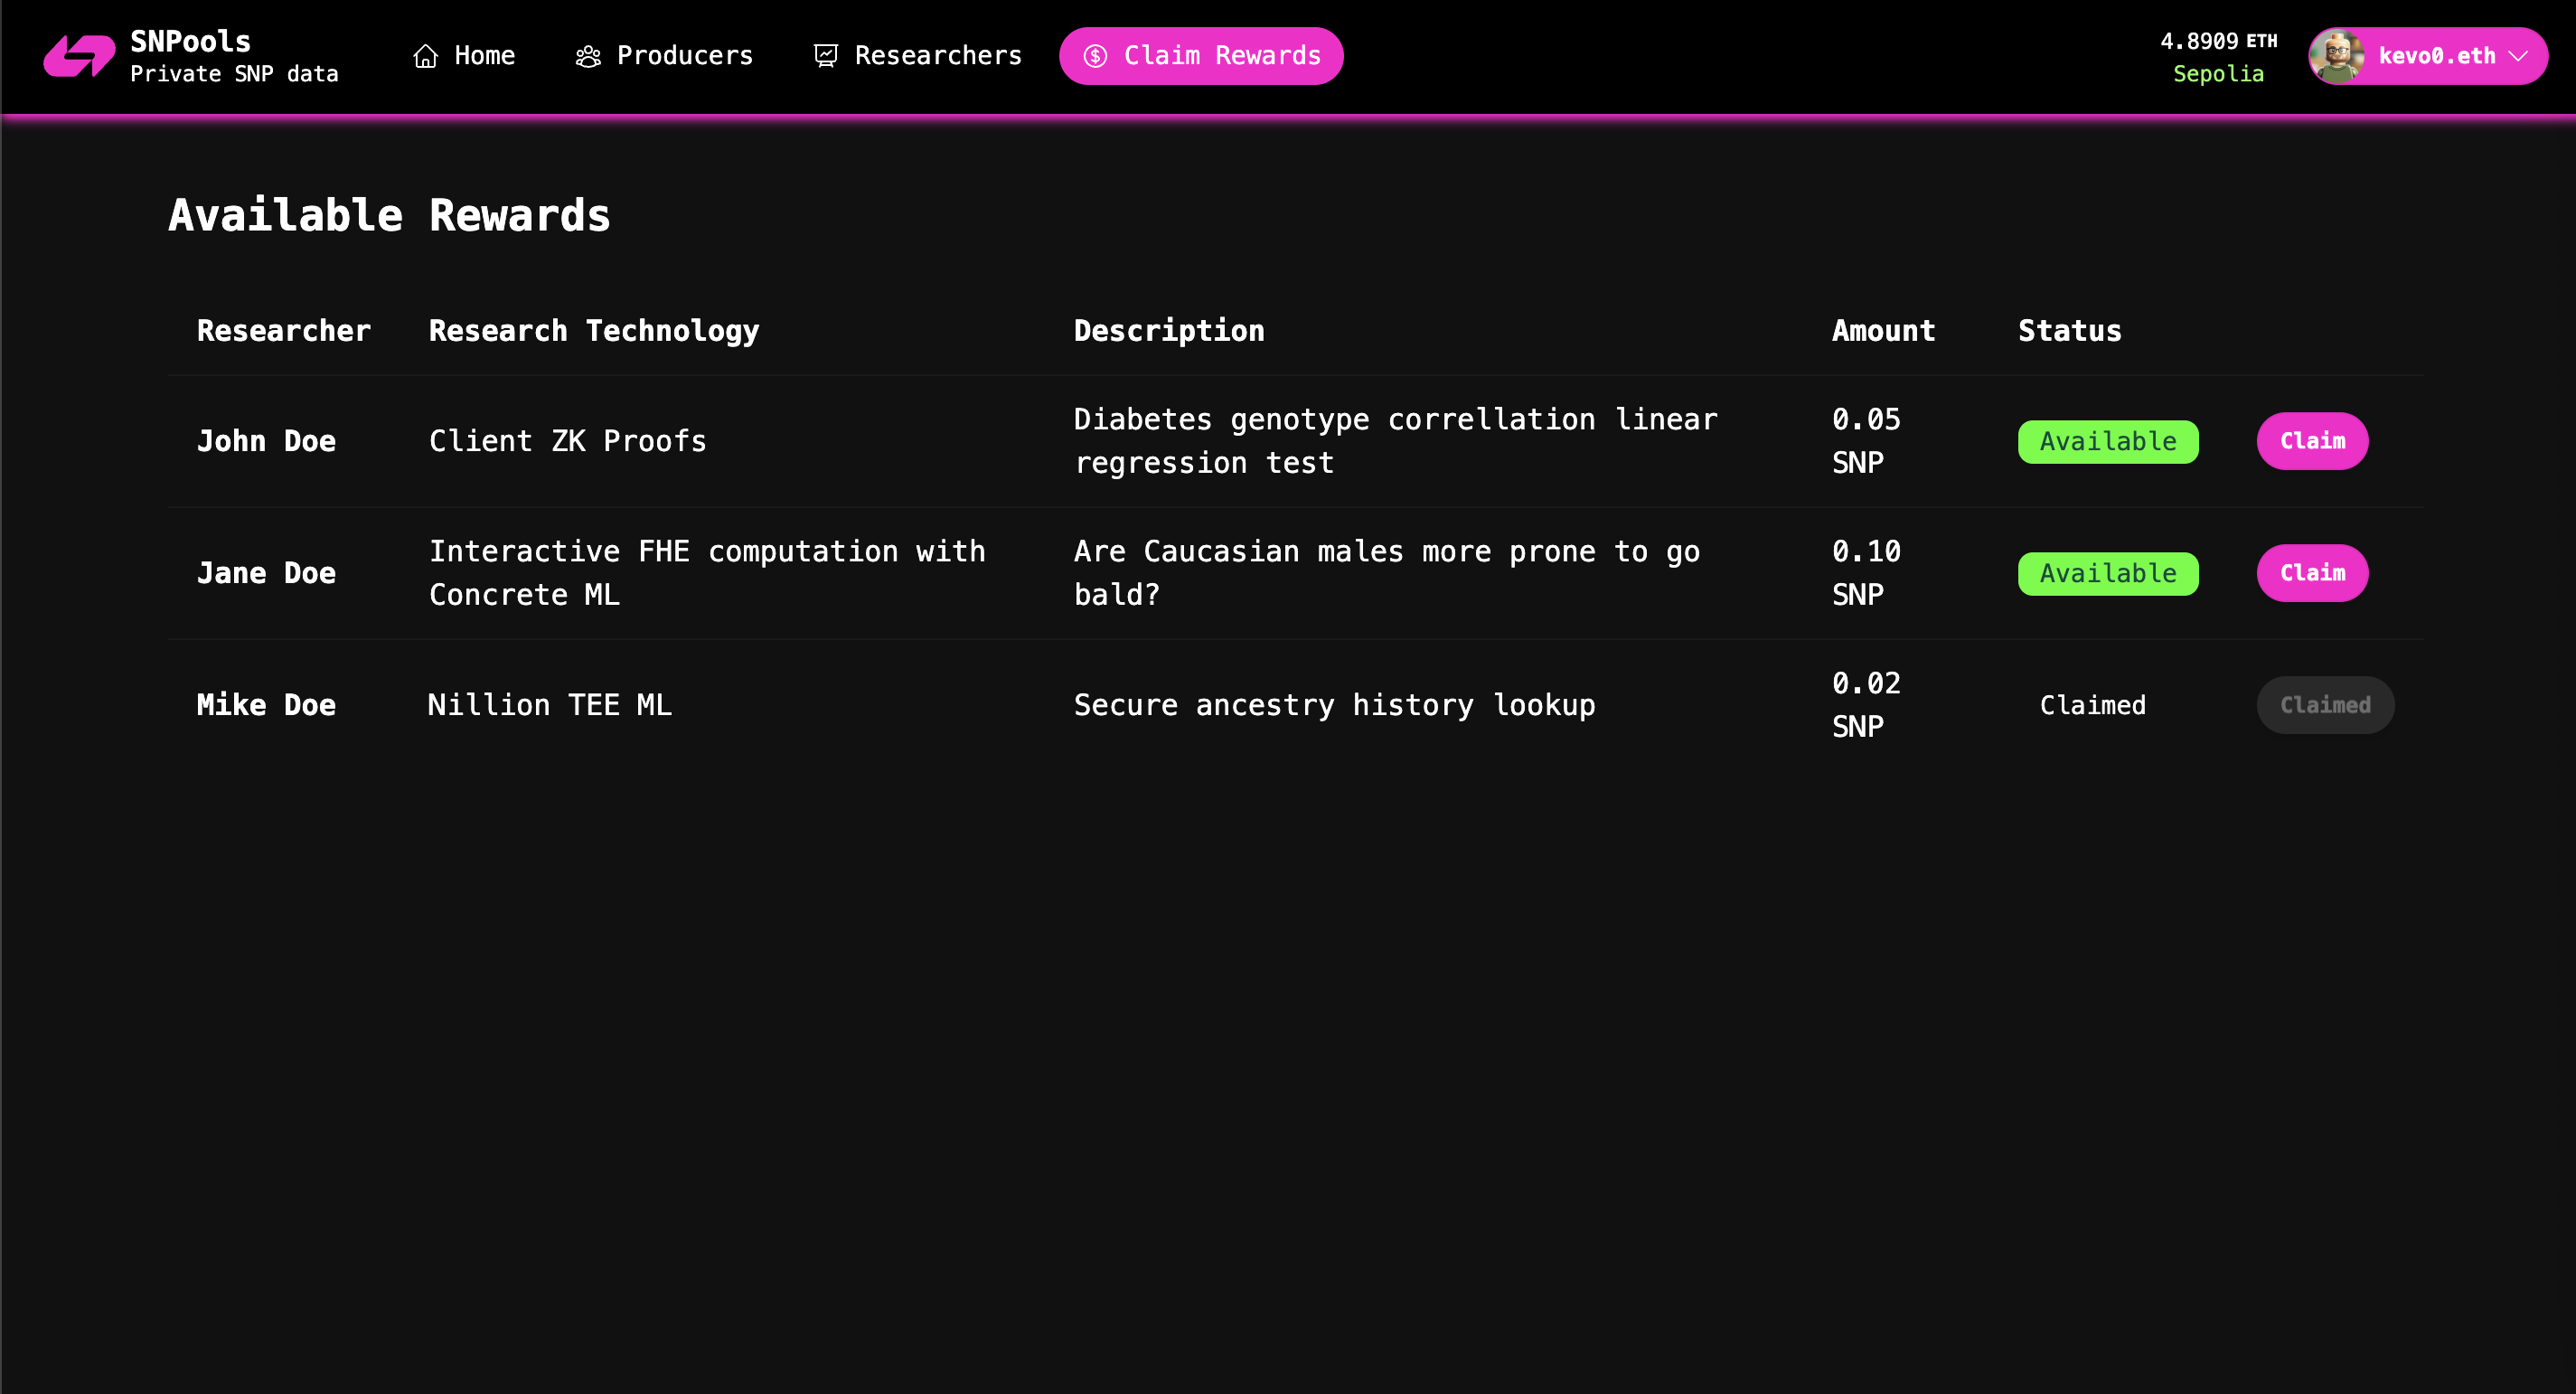 SNPools
Private SNP data
Home
Producers
Researchers
Claim Rewards
4.8909 ETH
Sepolia
kevo0.eth
Available Rewards
Researcher Research Technology Description Amount Status
John Doe Client ZK Proofs
Diabetes genotype correllation linear
regression test
0.05
SNP
Available
Claim
Jane Doe
Interactive FHE computation with
Concrete ML
Are Caucasian males more prone to go
bald?
0.10
SNP
Available
Claim
Mike Doe Nillion TEE ML Secure ancestry history lookup
0.02
SNP
Claimed
Claimed